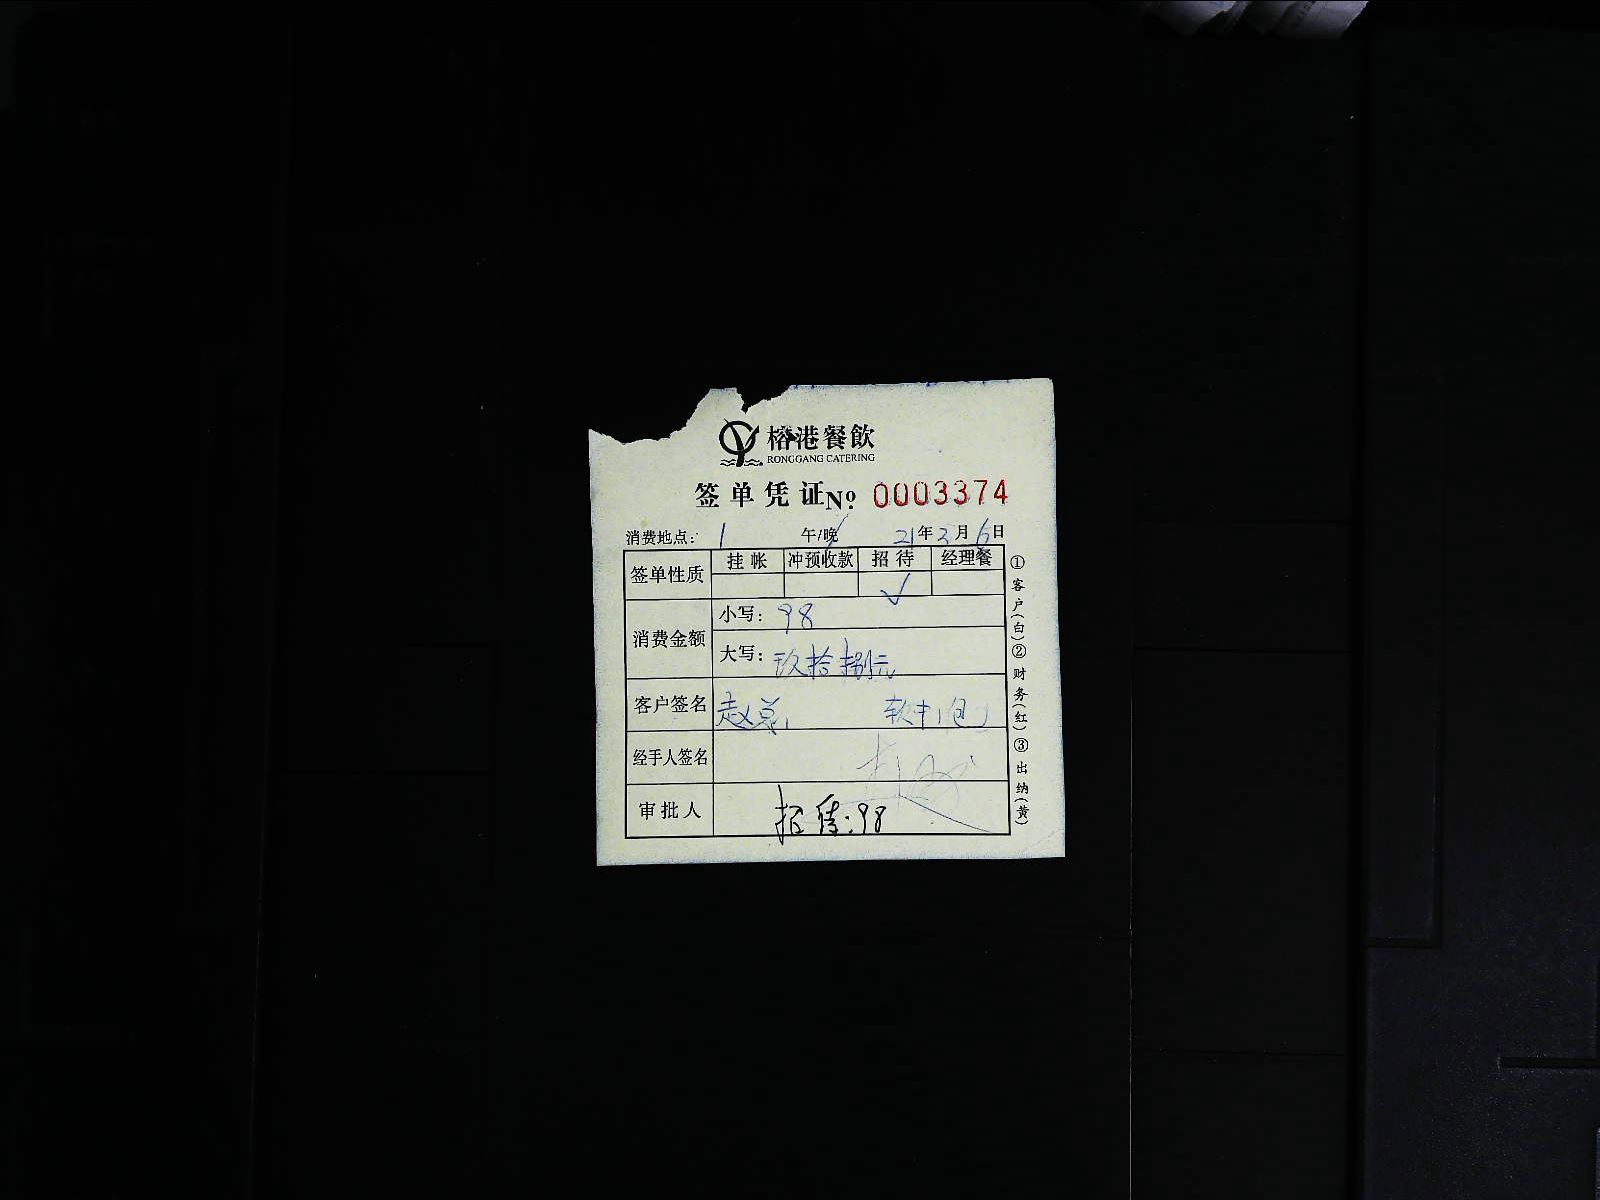 榕港餐飲
RONGGANG CATERING
签单凭证№ 0003374
消费地点: 1 午/晚 21年3月6日
签单性质 挂帐 冲预收款 招待 经理餐
√
消费金额 小写: 98
大写: 玖拾捌元
客户签名 赵总
经手人签名
审批人 招待:98
①客户(白)②财务(红)③出纳(黄)